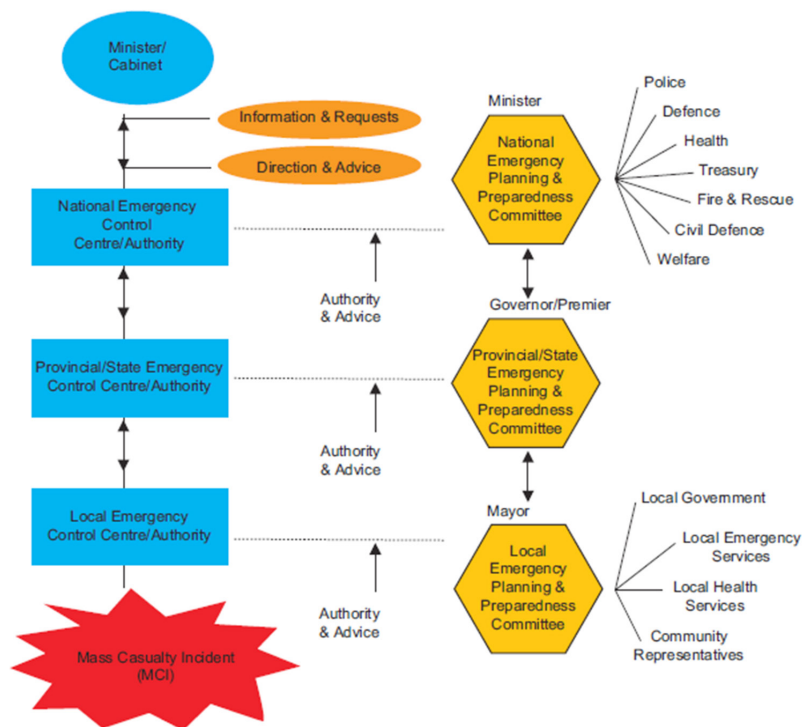 Minister/
Cabinet
Information & Requests
Direction & Advice
National Emergency
Control
Centre/Authority
Authority
& Advice
Provincial/State Emergency
Control Centre/Authority
Authority
& Advice
Local Emergency
Control Centre/Authority
Authority
& Advice
Mass Casualty Incident
(MCI)
Minister
National
Emergency
Planning &
Preparedness
Committee
Police
Defence
Health
Treasury
Fire & Rescue
Civil Defence
Welfare
Governor/Premier
Provincial/State
Emergency
Planning &
Preparedness
Committee
Mayor
Local
Emergency
Planning &
Preparedness
Committee
Local Government
Local Emergency
Services
Local Health
Services
Community
Representatives